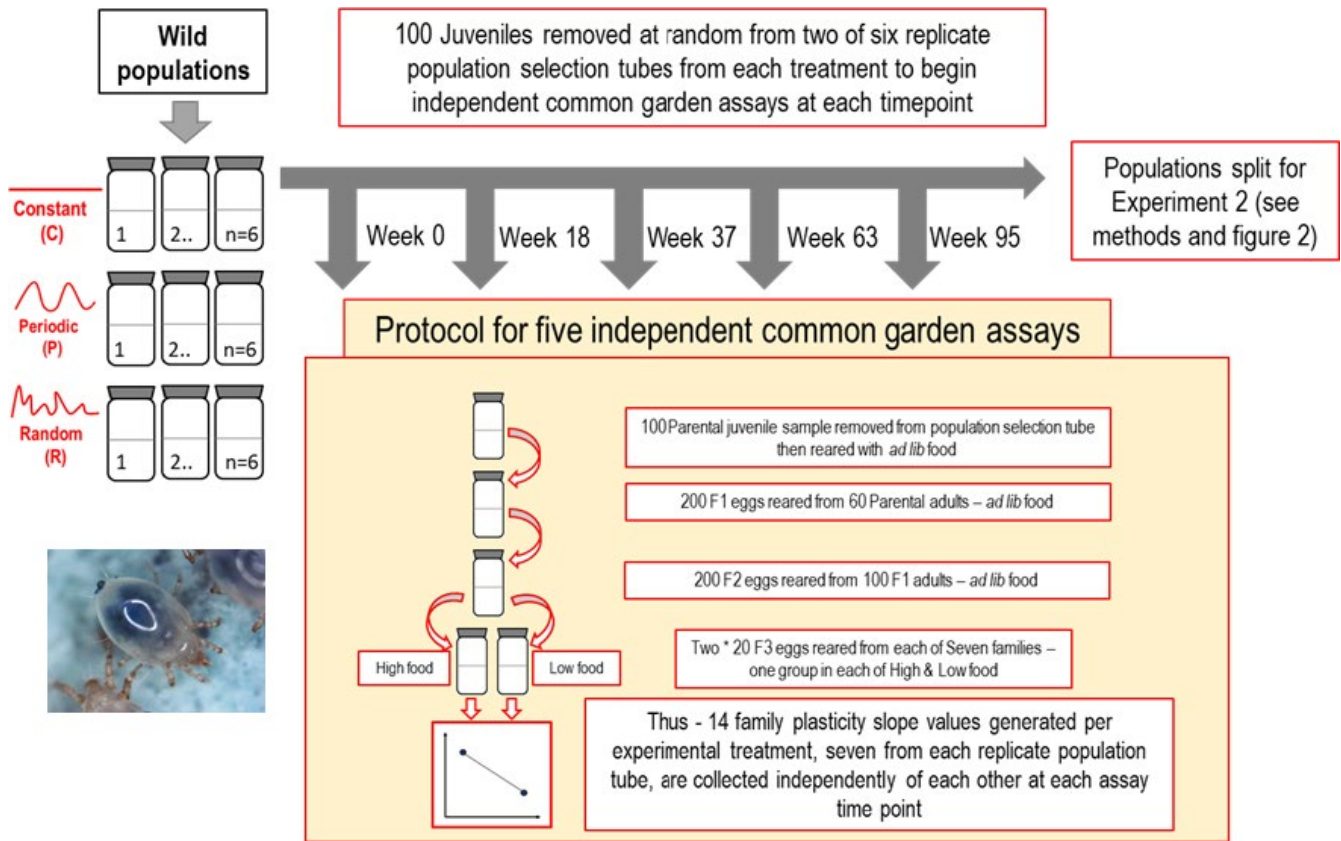 Wild
populations
100 Juveniles removed at random from two of six replicate
population selection tubes from each treatment to begin
independent common garden assays at each timepoint
Constant
(C)
1
2..
n=6
Week 0
Week 18
Week 37
Week 63
Week 95
Populations split for
Experiment 2 (see
methods and figure 2)
Periodic
(P)
1
2..
n=6
Random
(R)
1
2..
n=6
Protocol for five independent common garden assays
100 Parental juvenile sample removed from population selection tube
then reared with ad lib food
200 F1 eggs reared from 60 Parental adults – ad lib food
200 F2 eggs reared from 100 F1 adults – ad lib food
High food
Low food
Two * 20 F3 eggs reared from each of Seven families –
one group in each of High & Low food
Thus - 14 family plasticity slope values generated per
experimental treatment, seven from each replicate population
tube, are collected independently of each other at each assay
time point